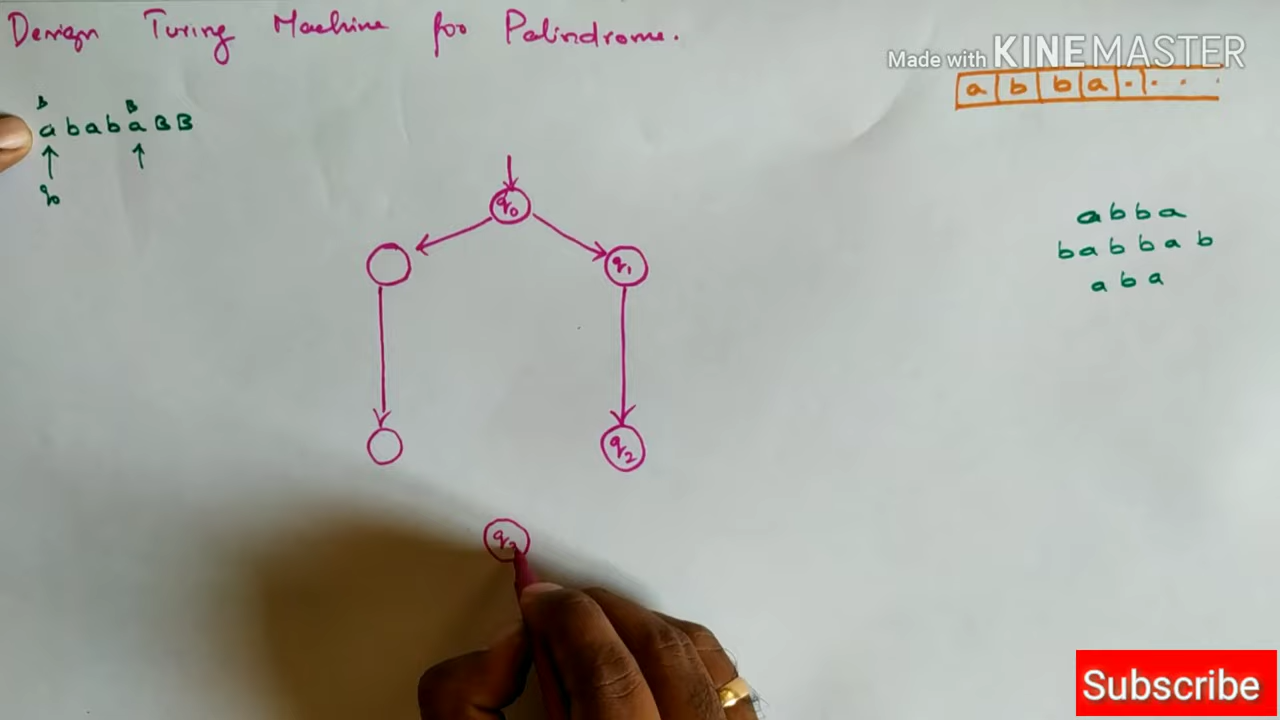 Design Turing Machine for Palindrome.
Made with KINEMASTER
a b b a . . . .
B B
a b a b a B B
q0
q0
a b b a
b a b b a b
a b a
q1
q2
Subscribe